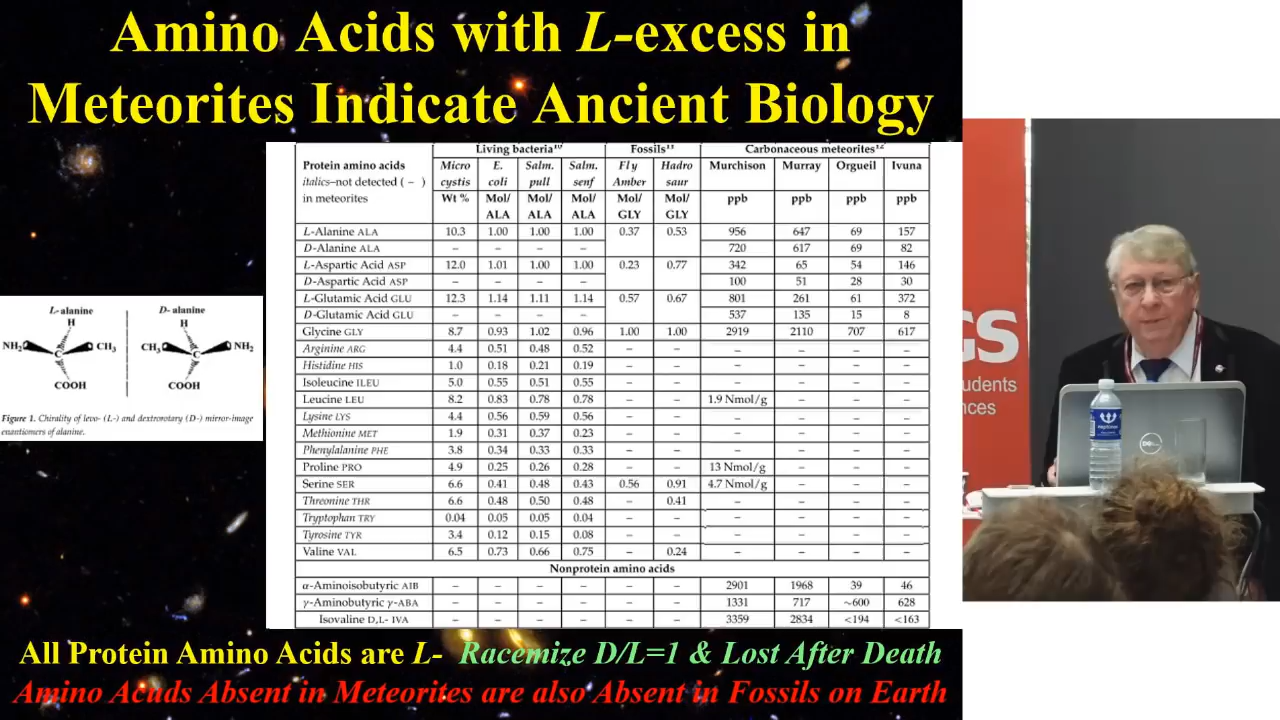 Amino Acids with L-excess in
Meteorites Indicate Ancient Biology
Living bacteria¹⁰ Fossils¹¹ Carbonaceous meteorites¹²
Protein amino acids Micro E. Salm. Salm. Fly Hadro Murchison Murray Orgueil Ivuna
italics–not detected ( – ) cystis coli pull senf Amber saur
in meteorites Wt % Mol/ Mol/ Mol/ Mol/ Mol/ ppb ppb ppb ppb
ALA ALA ALA GLY GLY
L-Alanine ALA 10.3 1.00 1.00 1.00 0.37 0.53 956 647 69 157
D-Alanine ALA – – – – 720 617 69 82
L-Aspartic Acid ASP 12.0 1.01 1.00 1.00 0.23 0.77 342 65 54 146
D-Aspartic Acid ASP – – – – 100 51 28 30
L-Glutamic Acid GLU 12.3 1.14 1.11 1.14 0.57 0.67 801 261 61 372
D-Glutamic Acid GLU – – – – 537 135 15 8
Glycine GLY 8.7 0.93 1.02 0.96 1.00 1.00 2919 2110 707 617
Arginine ARG 4.4 0.51 0.48 0.52 – – – – – –
Histidine HIS 1.0 0.18 0.21 0.19 – – – – – –
Isoleucine ILEU 5.0 0.55 0.51 0.55 – – – – – –
Leucine LEU 8.2 0.83 0.78 0.78 – – 1.9 Nmol/g – – –
Lysine LYS 4.4 0.56 0.59 0.56 – – – – – –
Methionine MET 1.9 0.31 0.37 0.23 – – – – – –
Phenylalanine PHE 3.8 0.34 0.33 0.33 – – – – – –
Proline PRO 4.9 0.25 0.26 0.28 – – 13 Nmol/g – – –
Serine SER 6.6 0.41 0.48 0.43 0.56 0.91 4.7 Nmol/g – – –
Threonine THR 6.6 0.48 0.50 0.48 – 0.41 – – – –
Tryptophan TRY 0.04 0.05 0.05 0.04 – – – – – –
Tyrosine TYR 3.4 0.12 0.15 0.08 – – – – – –
Valine VAL 6.5 0.73 0.66 0.75 – 0.24 – – – –
Nonprotein amino acids
α-Aminoisobutyric AIB – – – – – – 2901 1968 39 46
γ-Aminobutyric γ-ABA – – – – – – 1331 717 ~600 628
Isovaline D,L- IVA – – – – – – 3359 2834 <194 <163
L-alanine D- alanine
H H
NH₂ C CH₃ CH₃ C NH₂
COOH COOH
Figure 1. Chirality of levo- (L-) and dextrorotary (D-) mirror-image
enantiomers of alanine.
All Protein Amino Acids are L- Racemize D/L=1 & Lost After Death
Amino Acuds Absent in Meteorites are also Absent in Fossils on Earth
GS
udents
nces
DELL